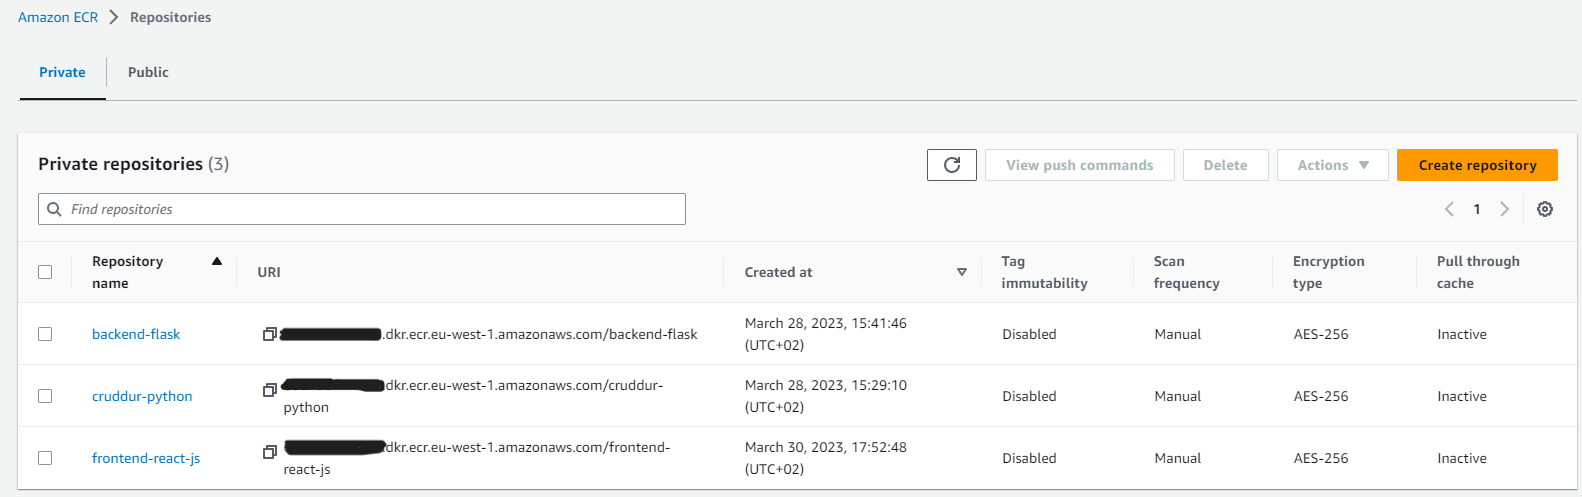 Amazon ECR > Repositories
Private Public
Private repositories (3)
View push commands Delete Actions Create repository
Find repositories
1
Repository name URI Created at Tag immutability Scan frequency Encryption type Pull through cache
backend-flask .dkr.ecr.eu-west-1.amazonaws.com/backend-flask March 28, 2023, 15:41:46 (UTC+02) Disabled Manual AES-256 Inactive
cruddur-python dkr.ecr.eu-west-1.amazonaws.com/cruddur-python March 28, 2023, 15:29:10 (UTC+02) Disabled Manual AES-256 Inactive
frontend-react-js dkr.ecr.eu-west-1.amazonaws.com/frontend-react-js March 30, 2023, 17:52:48 (UTC+02) Disabled Manual AES-256 Inactive